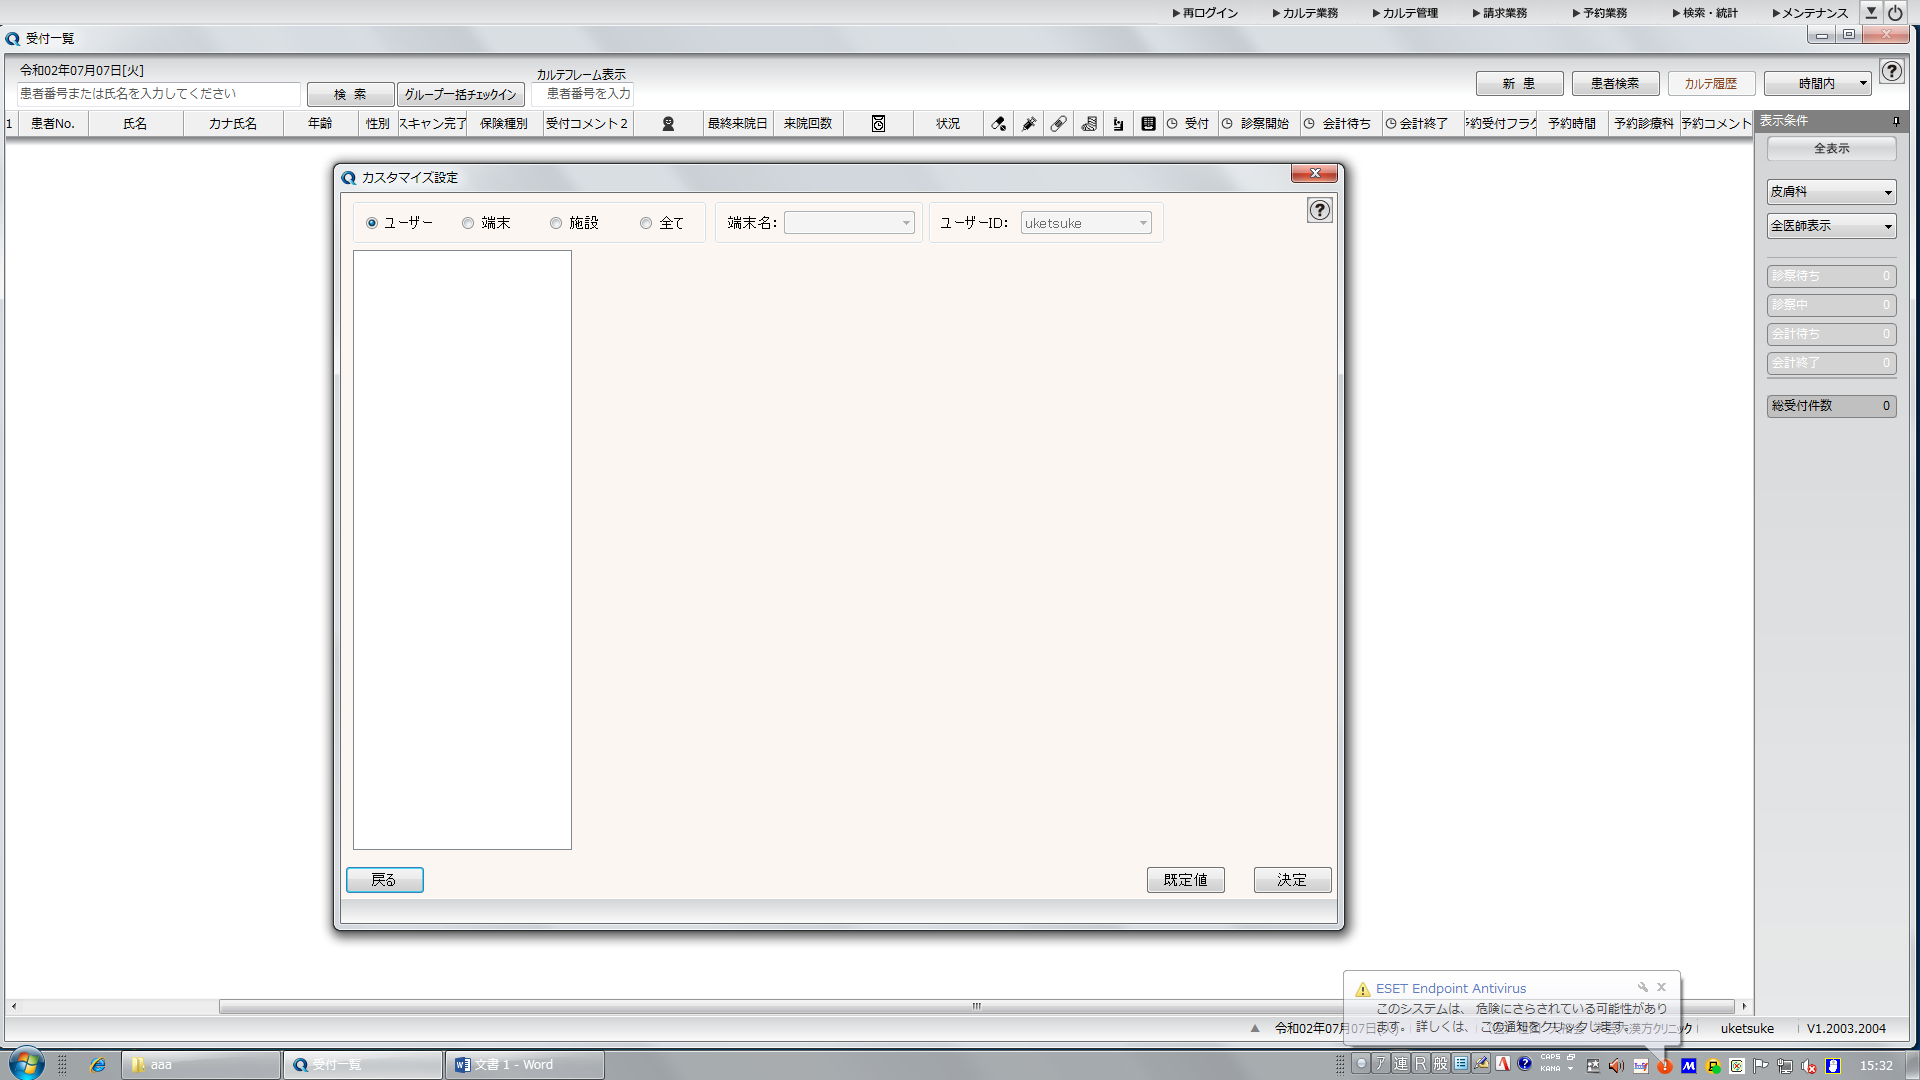 ▶再ログイン ▶カルテ業務 ▶カルテ管理 ▶請求業務 ▶予約業務 ▶検索・統計 ▶メンテナンス
受付一覧
令和02年07月07日[火]
カルテフレーム表示
患者番号または氏名を入力してください 検 索 グループ一括チェックイン 患者番号を入力
新 患 患者検索 カルテ履歴 時間内
1 患者No. 氏名 カナ氏名 年齢 性別 スキャン完了 保険種別 受付コメント2 最終来院日 来院回数 状況 受付 診察開始 会計待ち 会計終了 予約受付フラグ 予約時間 予約診療科 予約コメント
表示条件
全表示
皮膚科
全医師表示
診察待ち 0
診察中 0
会計待ち 0
会計終了 0
総受付件数 0
カスタマイズ設定
ユーザー 端末 施設 全て 端末名: ユーザーID: uketsuke
戻る 既定値 決定
ESET Endpoint Antivirus
このシステムは、危険にさらされている可能性があり
ます。詳しくは、この通知をクリックします。
令和02年07月07日 漢方クリニック uketsuke V1.2003.2004
aaa 受付一覧 文書 1 - Word
ア 連 R 般 CAPS KANA 15:32